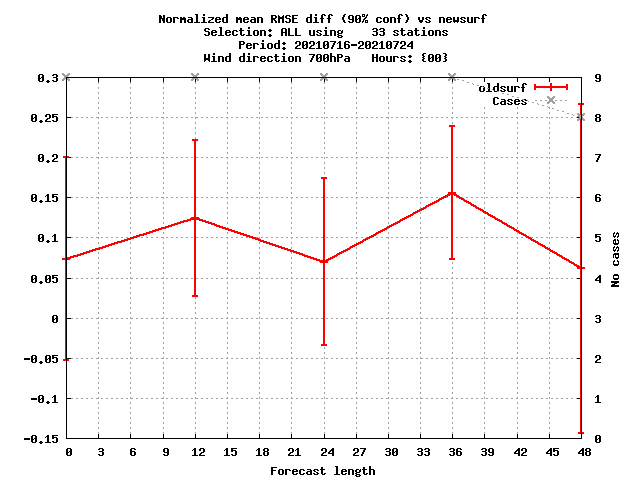 Normalized mean RMSE diff (90% conf) vs newsurf
Selection: ALL using    33 stations
Period: 20210716-20210724
Wind direction 700hPa   Hours: {00}
oldsurf
Cases
0.3
0.25
0.2
0.15
0.1
0.05
0
-0.05
-0.1
-0.15
9
8
7
6
5
4
3
2
1
0
No cases
0 3 6 9 12 15 18 21 24 27 30 33 36 39 42 45 48
Forecast length